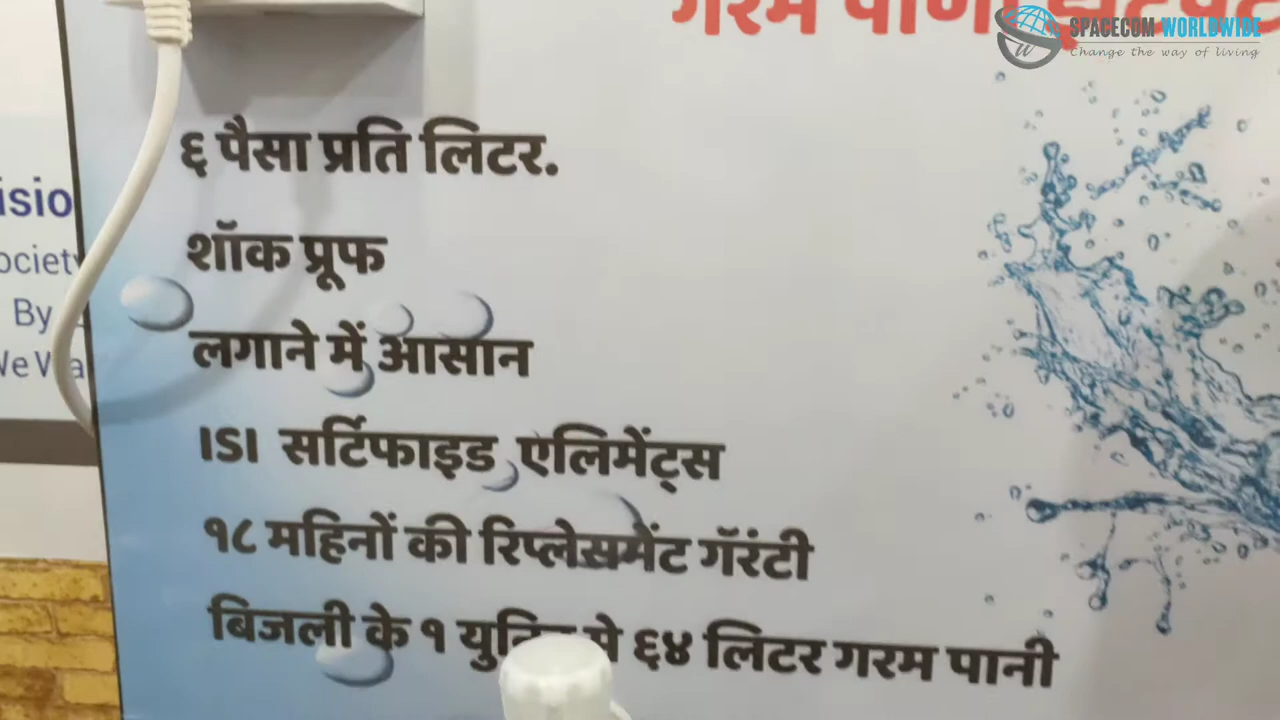 गरम पाणी
SPACECOM WORLDWIDE
Change the way of living
६ पैसा प्रति लिटर.
शॉक प्रूफ
लगाने में आसान
ISI सर्टिफाइड एलिमेंट्स
१८ महिनों की रिप्लेसमेंट गॅरंटी
बिजली के १ से ६४ लिटर गरम पानी
By